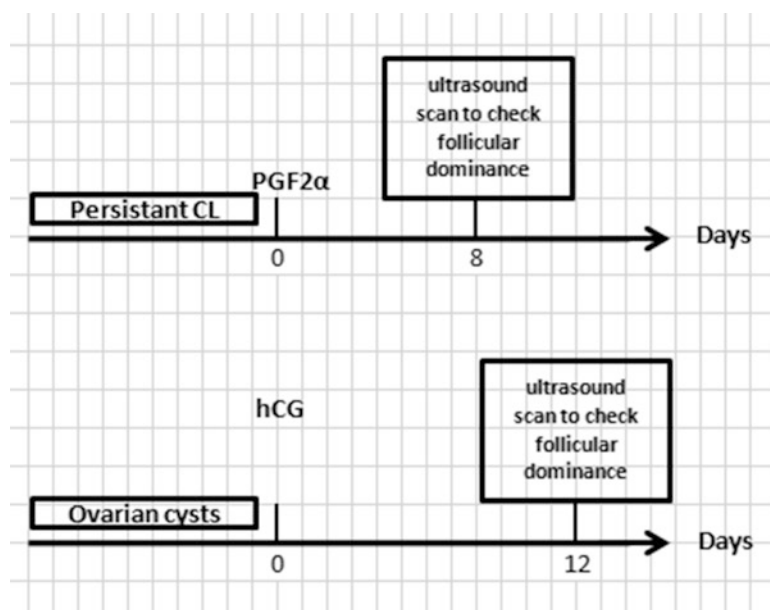 ultrasound
scan to check
follicular
dominance
PGF2α
Persistant CL
Days
0
8
ultrasound
scan to check
follicular
dominance
hCG
Ovarian cysts
Days
0
12